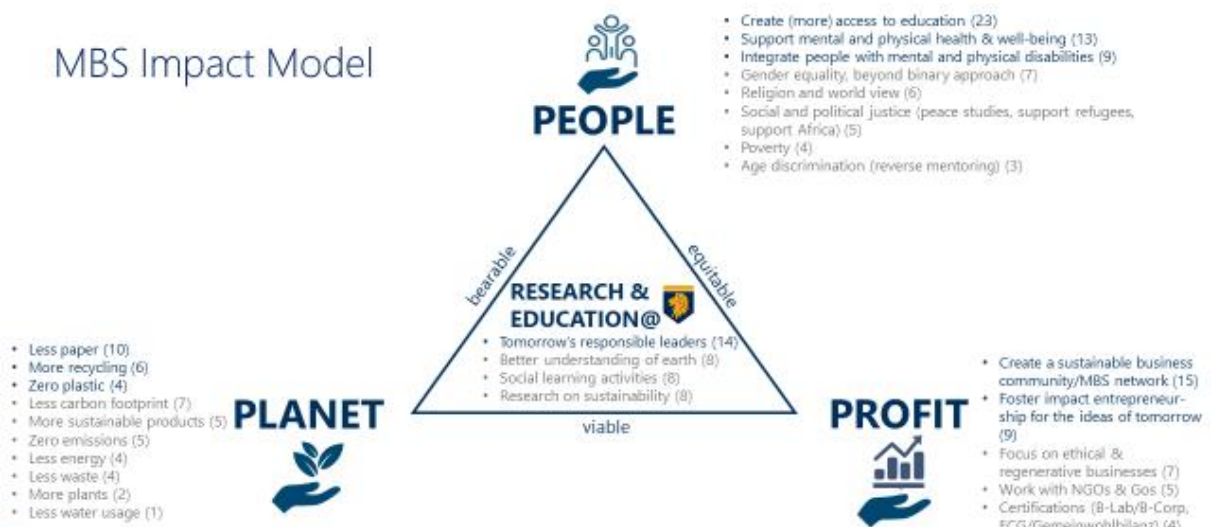 MBS Impact Model
PEOPLE
• Create (more) access to education (23)
• Support mental and physical health & well-being (13)
• Integrate people with mental and physical disabilities (9)
• Gender equality, beyond binary approach (7)
• Religion and world view (6)
• Social and political justice (peace studies, support refugees,
support Africa) (5)
• Poverty (4)
• Age discrimination (reverse mentoring) (3)
bearable
equitable
RESEARCH &
EDUCATION@
• Tomorrow's responsible leaders (14)
• Better understanding of earth (8)
• Social learning activities (8)
• Research on sustainability (8)
viable
PLANET
• Less paper (10)
• More recycling (6)
• Zero plastic (4)
• Less carbon footprint (7)
• More sustainable products (5)
• Zero emissions (5)
• Less energy (4)
• Less waste (4)
• More plants (2)
• Less water usage (1)
PROFIT
• Create a sustainable business
community/MBS network (15)
• Foster impact entrepreneur-
ship for the ideas of tomorrow
(9)
• Focus on ethical &
regenerative businesses (7)
• Work with NGOs & Gos (5)
• Certifications (B-Lab/B-Corp,
ECG/Gemeinwohlbilanz) (4)